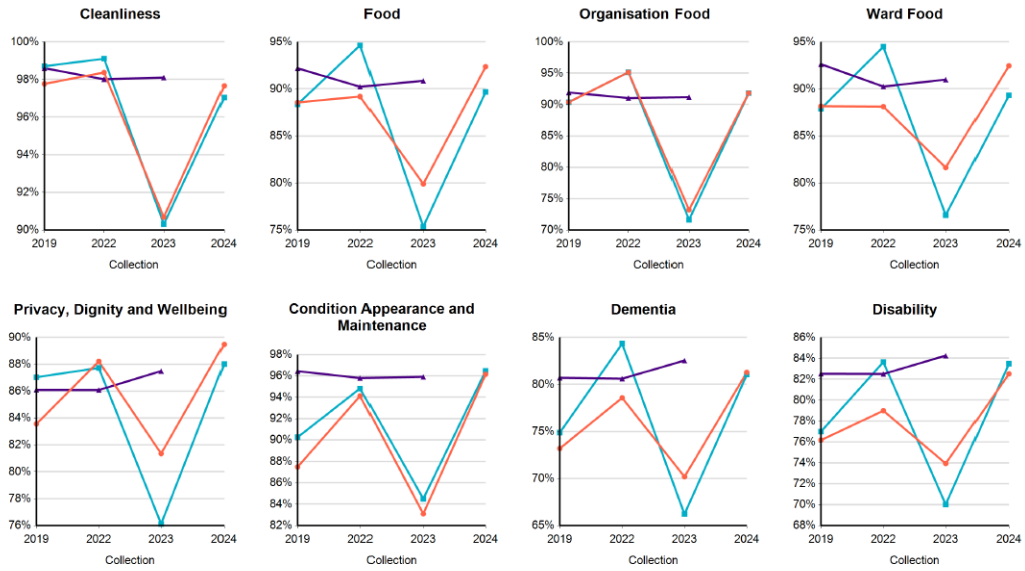 Cleanliness
100%
98%
96%
94%
92%
90%
2019 2022 2023 2024
Collection
Food
95%
90%
85%
80%
75%
2019 2022 2023 2024
Collection
Organisation Food
100%
95%
90%
85%
80%
75%
70%
2019 2022 2023 2024
Collection
Ward Food
95%
90%
85%
80%
75%
2019 2022 2023 2024
Collection
Privacy, Dignity and Wellbeing
90%
88%
86%
84%
82%
80%
78%
76%
2019 2022 2023 2024
Collection
Condition Appearance and
Maintenance
98%
96%
94%
92%
90%
88%
86%
84%
82%
2019 2022 2023 2024
Collection
Dementia
85%
80%
75%
70%
65%
2019 2022 2023 2024
Collection
Disability
86%
84%
82%
80%
78%
76%
74%
72%
70%
68%
2019 2022 2023 2024
Collection